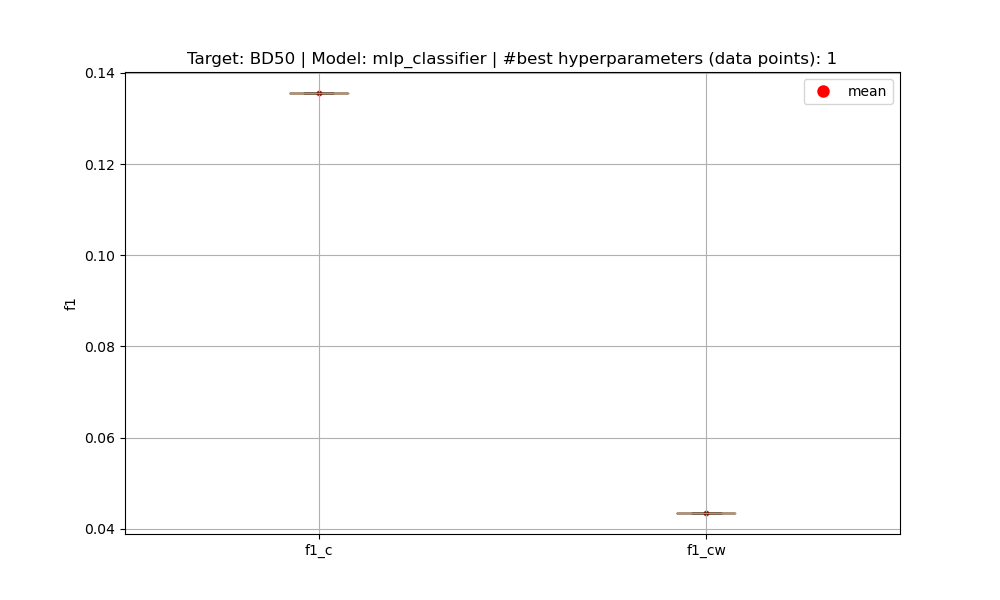 Target: BD50 | Model: mlp_classifier | #best hyperparameters (data points): 1
mean
0.14
0.12
0.10
0.08
0.06
0.04
f1
f1_c
f1_cw